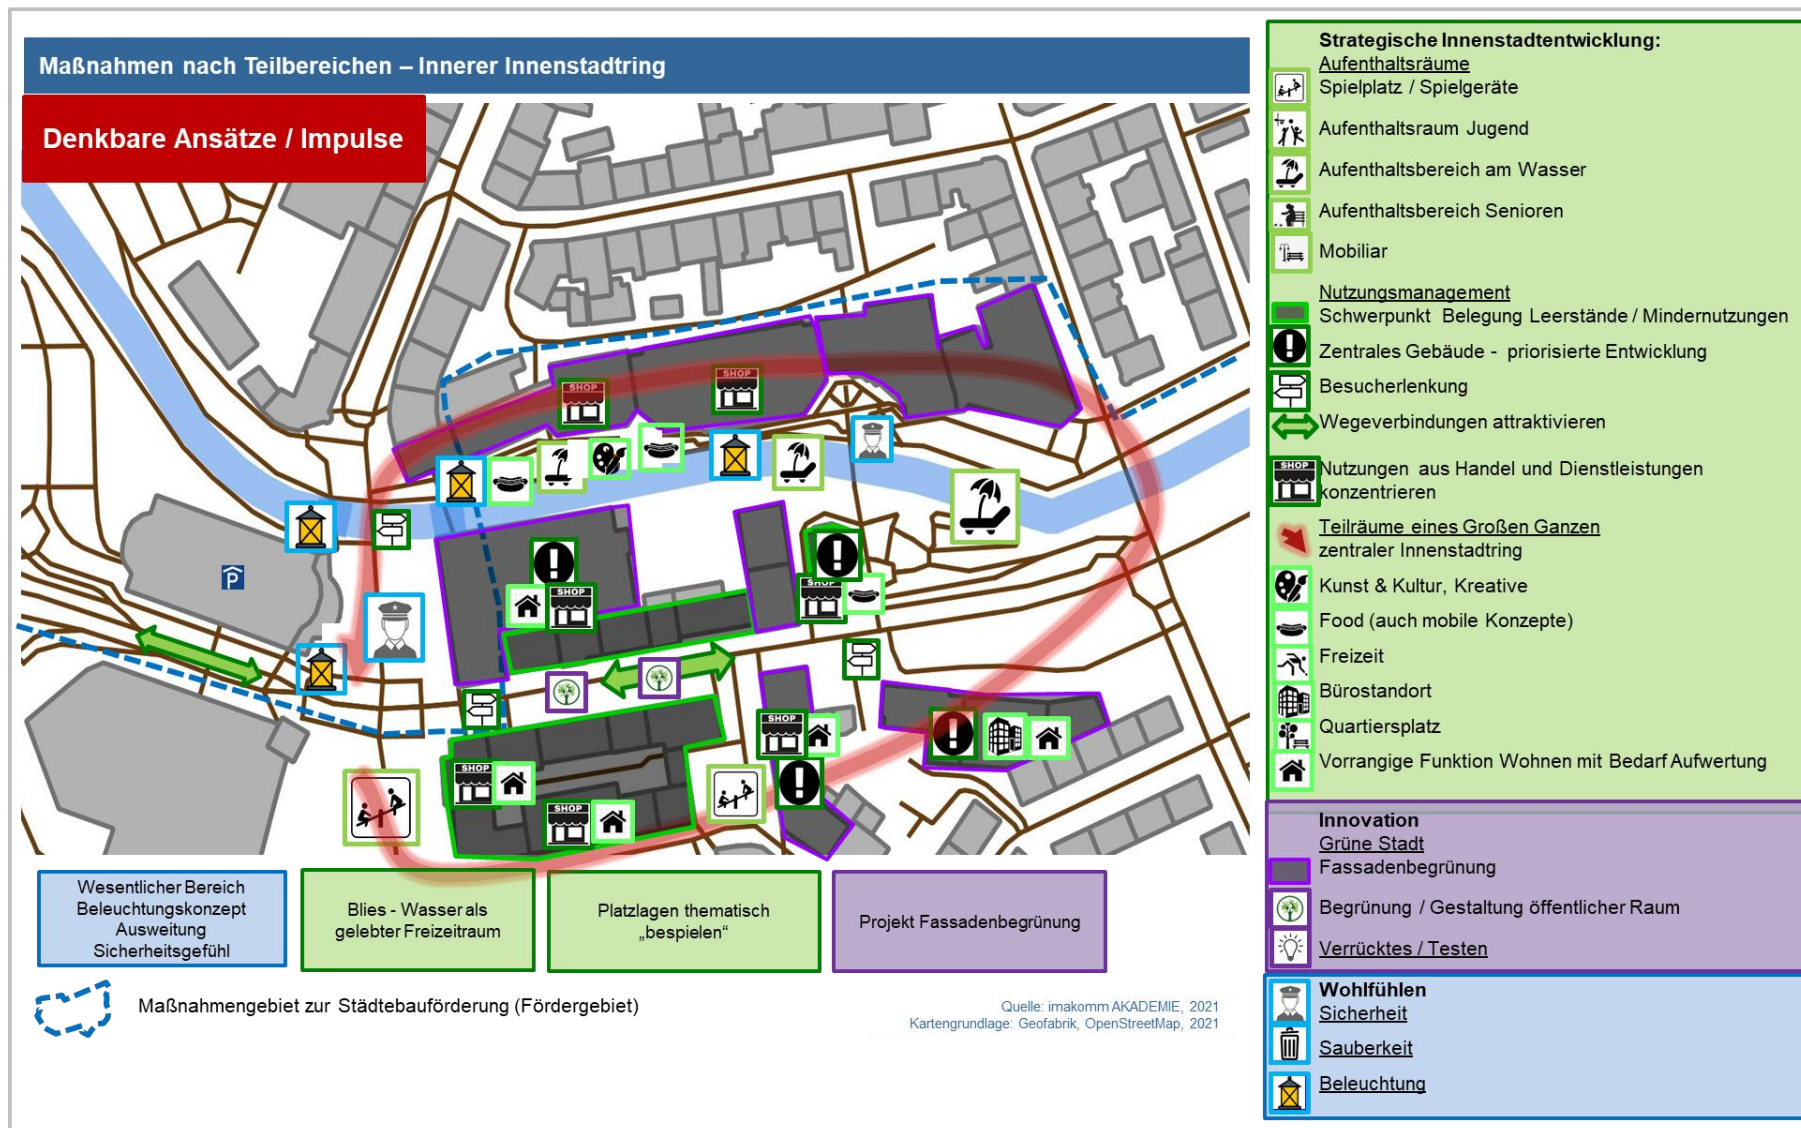 Maßnahmen nach Teilbereichen – Innerer Innenstadtring
Denkbare Ansätze / Impulse
SHOP
SHOP
P
SHOP
SHOP
SHOP
SHOP
SHOP
Wesentlicher Bereich
Beleuchtungskonzept
Ausweitung
Sicherheitsgefühl
Blies - Wasser als
gelebter Freizeitraum
Platzlagen thematisch
„bespielen“
Projekt Fassadenbegrünung
Maßnahmengebiet zur Städtebauförderung (Fördergebiet)
Quelle: imakomm AKADEMIE, 2021
Kartengrundlage: Geofabrik, OpenStreetMap, 2021
Strategische Innenstadtentwicklung:
Aufenthaltsräume
Spielplatz / Spielgeräte
Aufenthaltsraum Jugend
Aufenthaltsbereich am Wasser
Aufenthaltsbereich Senioren
Mobiliar
Nutzungsmanagement
Schwerpunkt Belegung Leerstände / Mindernutzungen
Zentrales Gebäude - priorisierte Entwicklung
Besucherlenkung
Wegeverbindungen attraktivieren
SHOP
Nutzungen aus Handel und Dienstleistungen
konzentrieren
Teilräume eines Großen Ganzen
zentraler Innenstadtring
Kunst & Kultur, Kreative
Food (auch mobile Konzepte)
Freizeit
Bürostandort
Quartiersplatz
Vorrangige Funktion Wohnen mit Bedarf Aufwertung
Innovation
Grüne Stadt
Fassadenbegrünung
Begrünung / Gestaltung öffentlicher Raum
Verrücktes / Testen
Wohlfühlen
Sicherheit
Sauberkeit
Beleuchtung